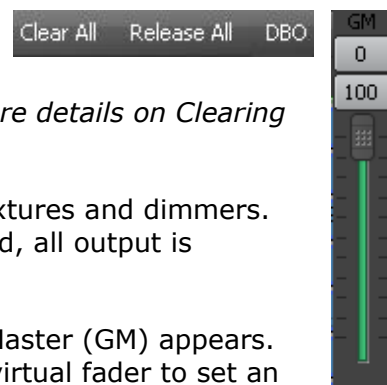 Clear All Release All DBO
GM
0
100
re details on Clearing
xtures and dimmers.
d, all output is
Master (GM) appears.
virtual fader to set an